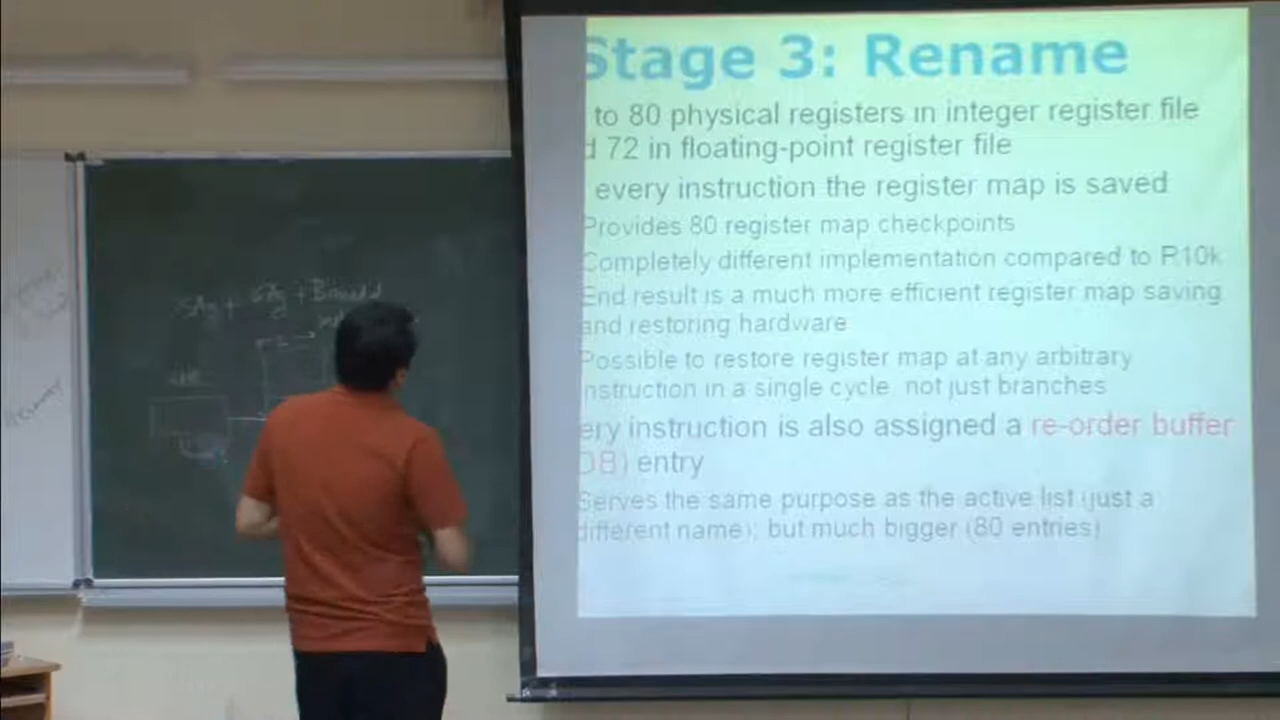 SAg + GAg + Bimodal
Stage 3: Rename
to 80 physical registers in integer register file
d 72 in floating-point register file
every instruction the register map is saved
Provides 80 register map checkpoints
Completely different implementation compared to R10k
End result is a much more efficient register map saving
and restoring hardware
Possible to restore register map at any arbitrary
instruction in a single cycle not just branches
ery instruction is also assigned a re-order buffer
OB) entry
Serves the same purpose as the active list (just a
different name); but much bigger (80 entries)